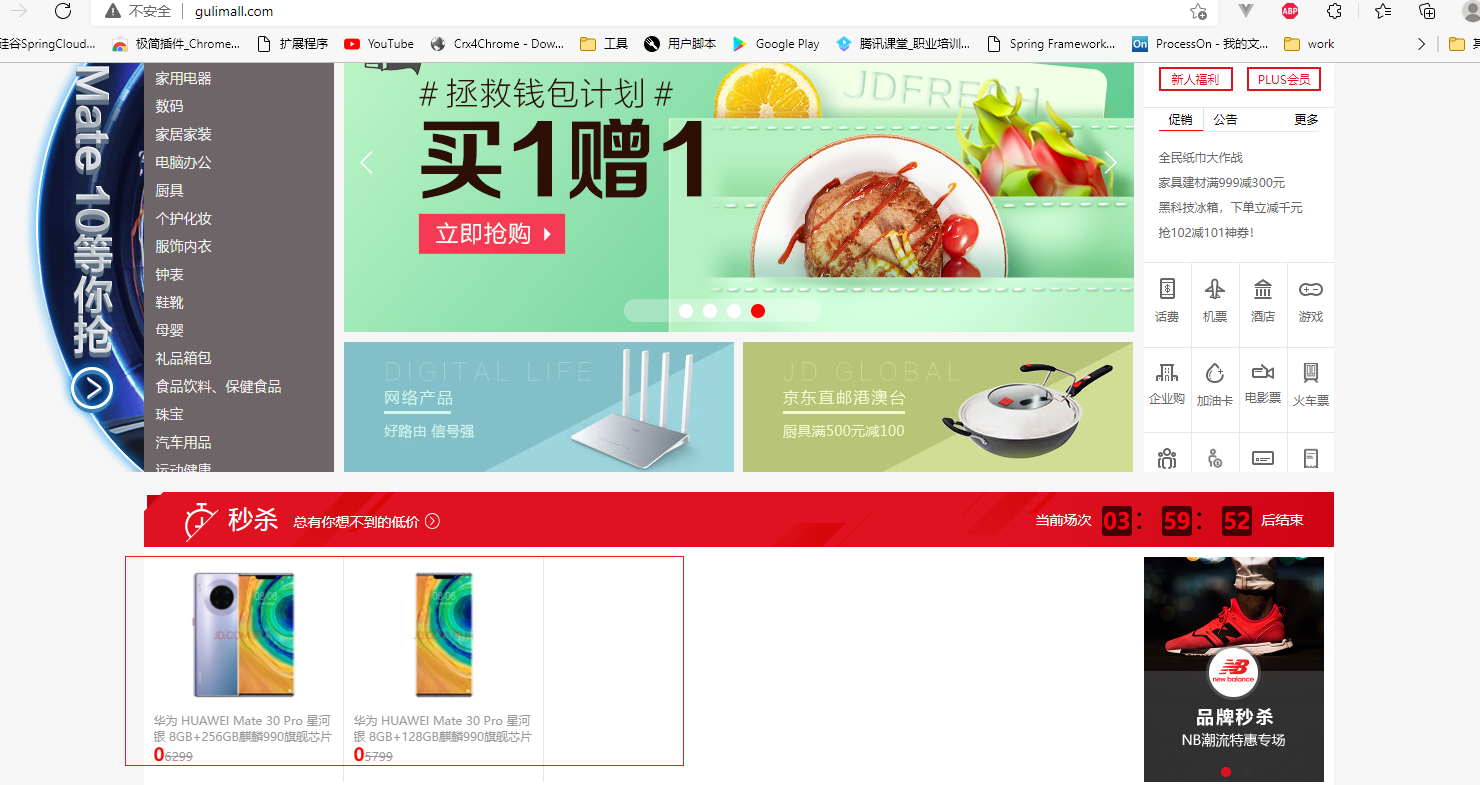 不安全
gulimall.com
ABP
硅谷SpringCloud...
极简插件_Chrome...
扩展程序
YouTube
Crx4Chrome - Dow...
工具
用户脚本
Google Play
腾讯课堂_职业培训...
Spring Framework...
On
ProcessOn - 我的文...
work
Mate 10等你抢
家用电器
数码
家居家装
电脑办公
厨具
个护化妆
服饰内衣
钟表
鞋靴
母婴
礼品箱包
食品饮料、保健食品
珠宝
汽车用品
运动健康
# 拯救钱包计划 #
买1赠1
立即抢购
JDFRESH
新人福利
PLUS会员
促销
公告
更多
全民纸巾大作战
家具建材满999减300元
黑科技冰箱，下单立减千元
抢102减101神券！
话费
机票
酒店
游戏
企业购
加油卡
电影票
火车票
DIGITAL LIFE
网络产品
好路由 信号强
JD GLOBAL
京东直邮港澳台
厨具满500元减100
秒杀
总有你想不到的低价
当前场次
03 : 59 : 52
后结束
08:08
华为 HUAWEI Mate 30 Pro 星河
银 8GB+256GB麒麟990旗舰芯片
06299
08:08
华为 HUAWEI Mate 30 Pro 星河
银 8GB+128GB麒麟990旗舰芯片
05799
NB
new balance
品牌秒杀
NB潮流特惠专场